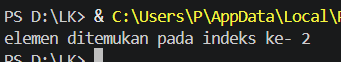 PS D:\LK> & C:\Users\P\AppData\Local\
elemen ditemukan pada indeks ke- 2
PS D:\LK>